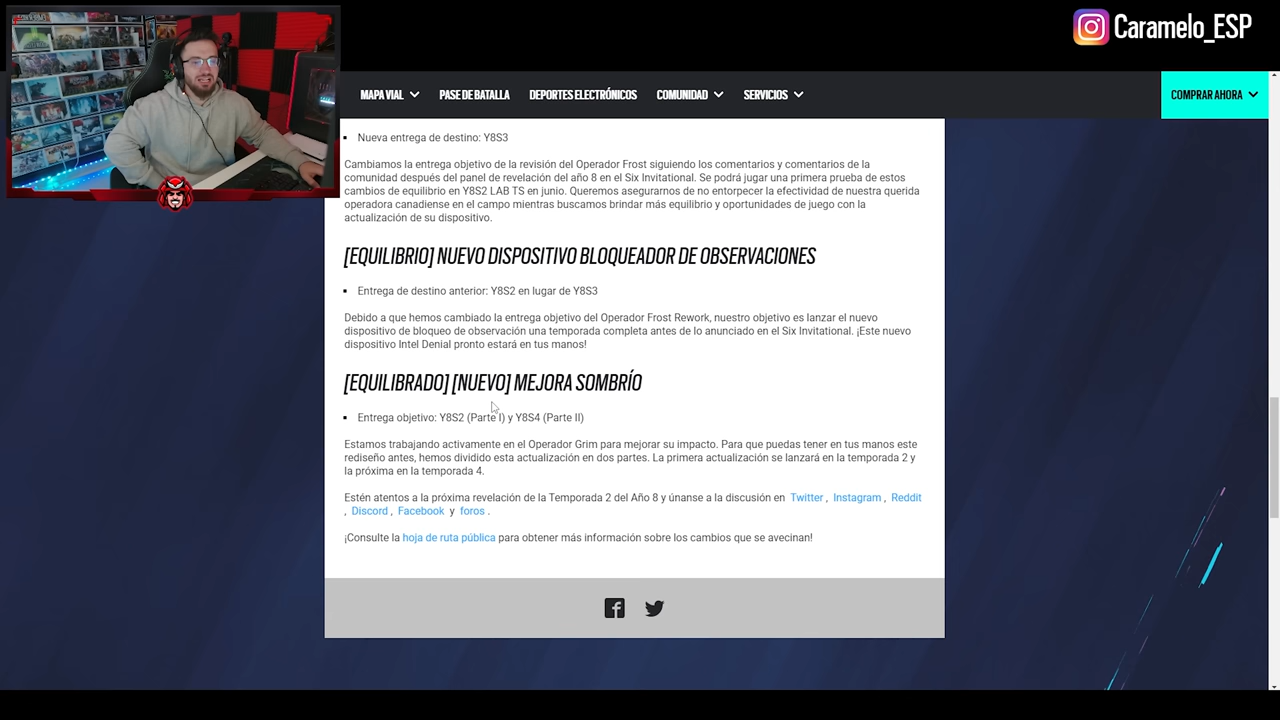 Caramelo_ESP
MAPA VIAL
PASE DE BATALLA
DEPORTES ELECTRÓNICOS
COMUNIDAD
SERVICIOS
COMPRAR AHORA
Nueva entrega de destino: Y8S3
Cambiamos la entrega objetivo de la revisión del Operador Frost siguiendo los comentarios y comentarios de la
comunidad después del panel de revelación del año 8 en el Six Invitational. Se podrá jugar una primera prueba de estos
cambios de equilibrio en Y8S2 LAB TS en junio. Queremos asegurarnos de no entorpecer la efectividad de nuestra querida
operadora canadiense en el campo mientras buscamos brindar más equilibrio y oportunidades de juego con la
actualización de su dispositivo.
[EQUILIBRIO] NUEVO DISPOSITIVO BLOQUEADOR DE OBSERVACIONES
Entrega de destino anterior: Y8S2 en lugar de Y8S3
Debido a que hemos cambiado la entrega objetivo del Operador Frost Rework, nuestro objetivo es lanzar el nuevo
dispositivo de bloqueo de observación una temporada completa antes de lo anunciado en el Six Invitational. ¡Este nuevo
dispositivo Intel Denial pronto estará en tus manos!
[EQUILIBRADO] [NUEVO] MEJORA SOMBRÍO
Entrega objetivo: Y8S2 (Parte I) y Y8S4 (Parte II)
Estamos trabajando activamente en el Operador Grim para mejorar su impacto. Para que puedas tener en tus manos este
rediseño antes, hemos dividido esta actualización en dos partes. La primera actualización se lanzará en la temporada 2 y
la próxima en la temporada 4.
Estén atentos a la próxima revelación de la Temporada 2 del Año 8 y únanse a la discusión en Twitter , Instagram , Reddit
, Discord , Facebook y foros .
¡Consulte la hoja de ruta pública para obtener más información sobre los cambios que se avecinan!